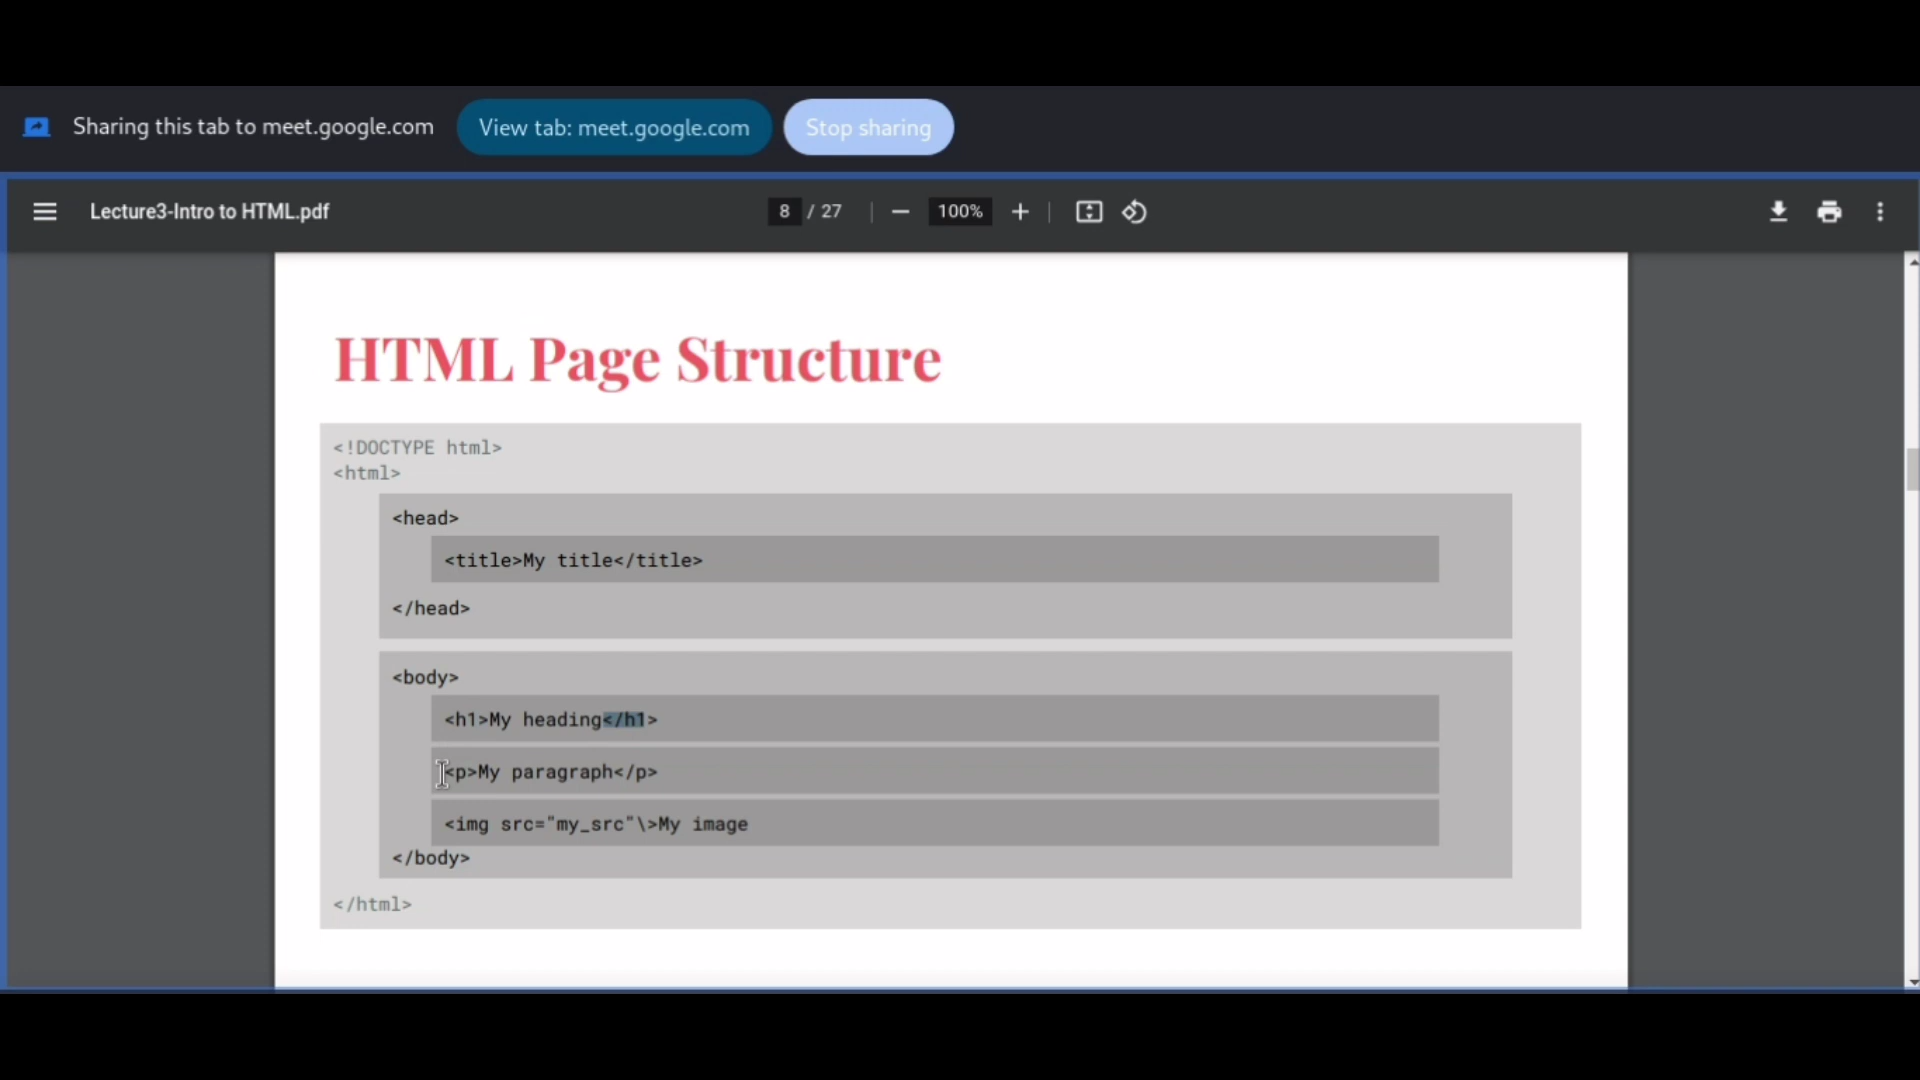 Sharing this tab to meet.google.com
View tab: meet.google.com
Stop sharing
Lecture3-Intro to HTML.pdf
8 / 27
100%
HTML Page Structure
<!DOCTYPE html>
<html>
<head>
<title>My title</title>
</head>
<body>
<h1>My heading</h1>
<p>My paragraph</p>
<img src="my_src"\>My image
</body>
</html>